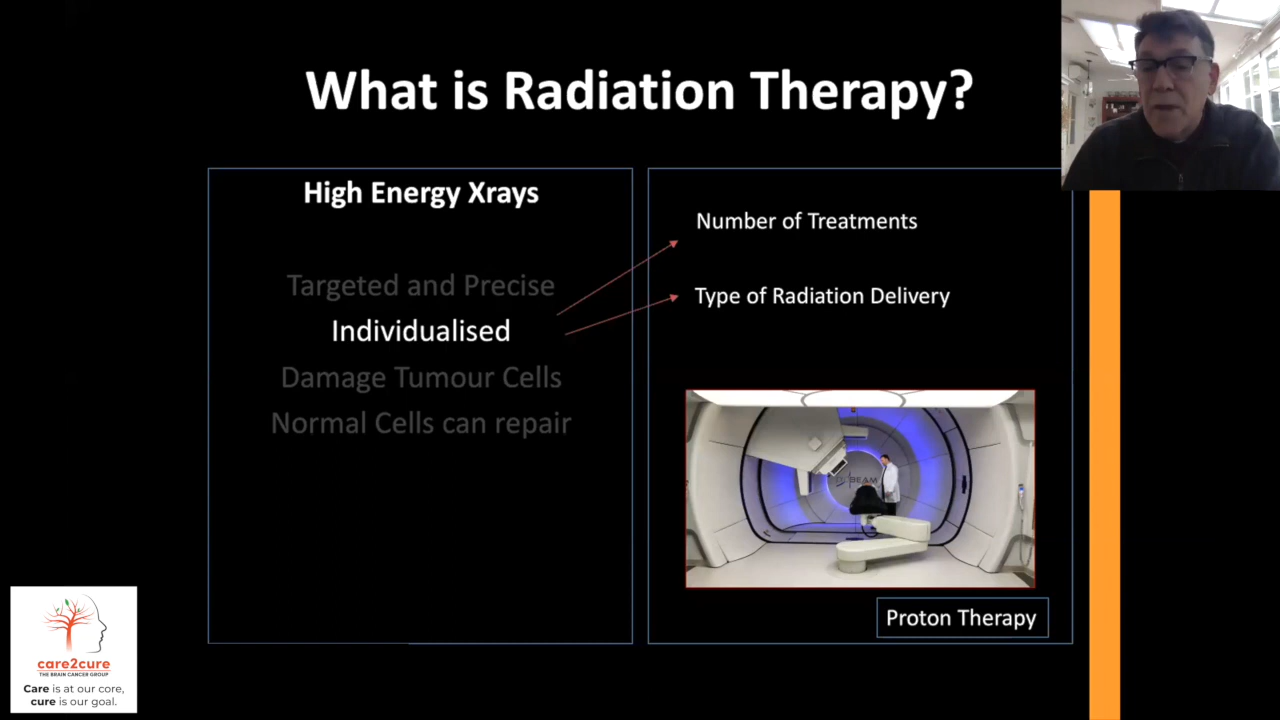 What is Radiation Therapy?
High Energy Xrays
Targeted and Precise
Individualised
Damage Tumour Cells
Normal Cells can repair
Number of Treatments
Type of Radiation Delivery
BEAM
Proton Therapy
care2cure
THE BRAIN CANCER GROUP
Care is at our core,
cure is our goal.